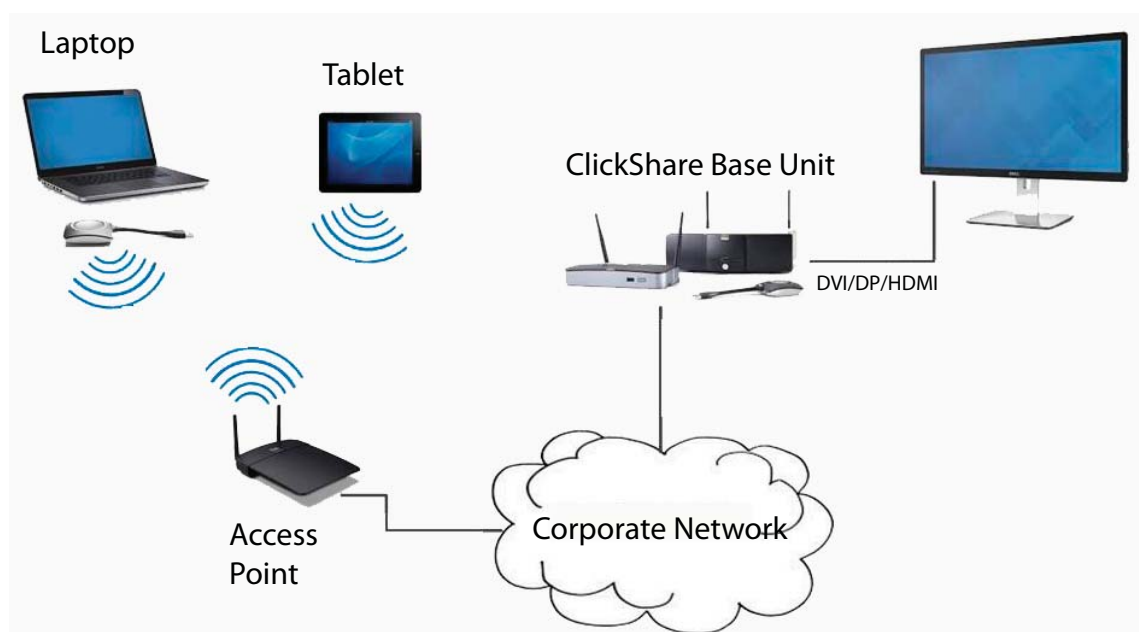 Laptop
Tablet
ClickShare Base Unit
DVI/DP/HDMI
Access
Point
Corporate Network